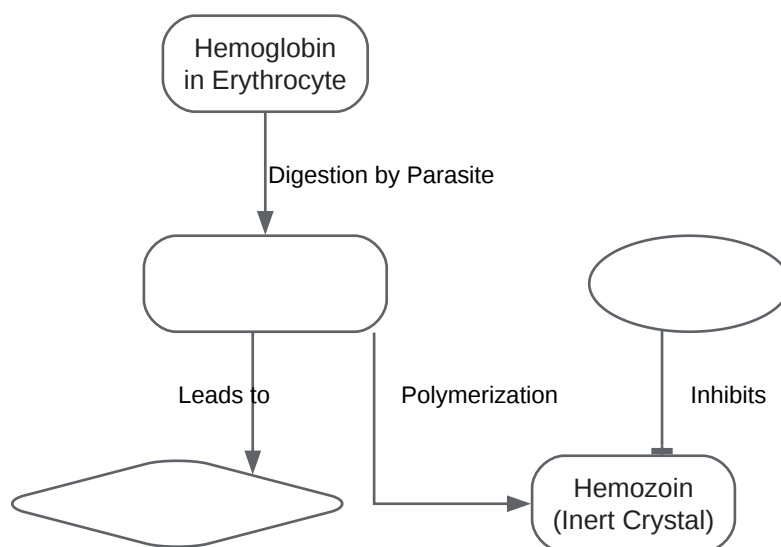 Hemoglobin
in Erythrocyte
Digestion by Parasite
Leads to
Polymerization
Inhibits
Hemozoin
(Inert Crystal)